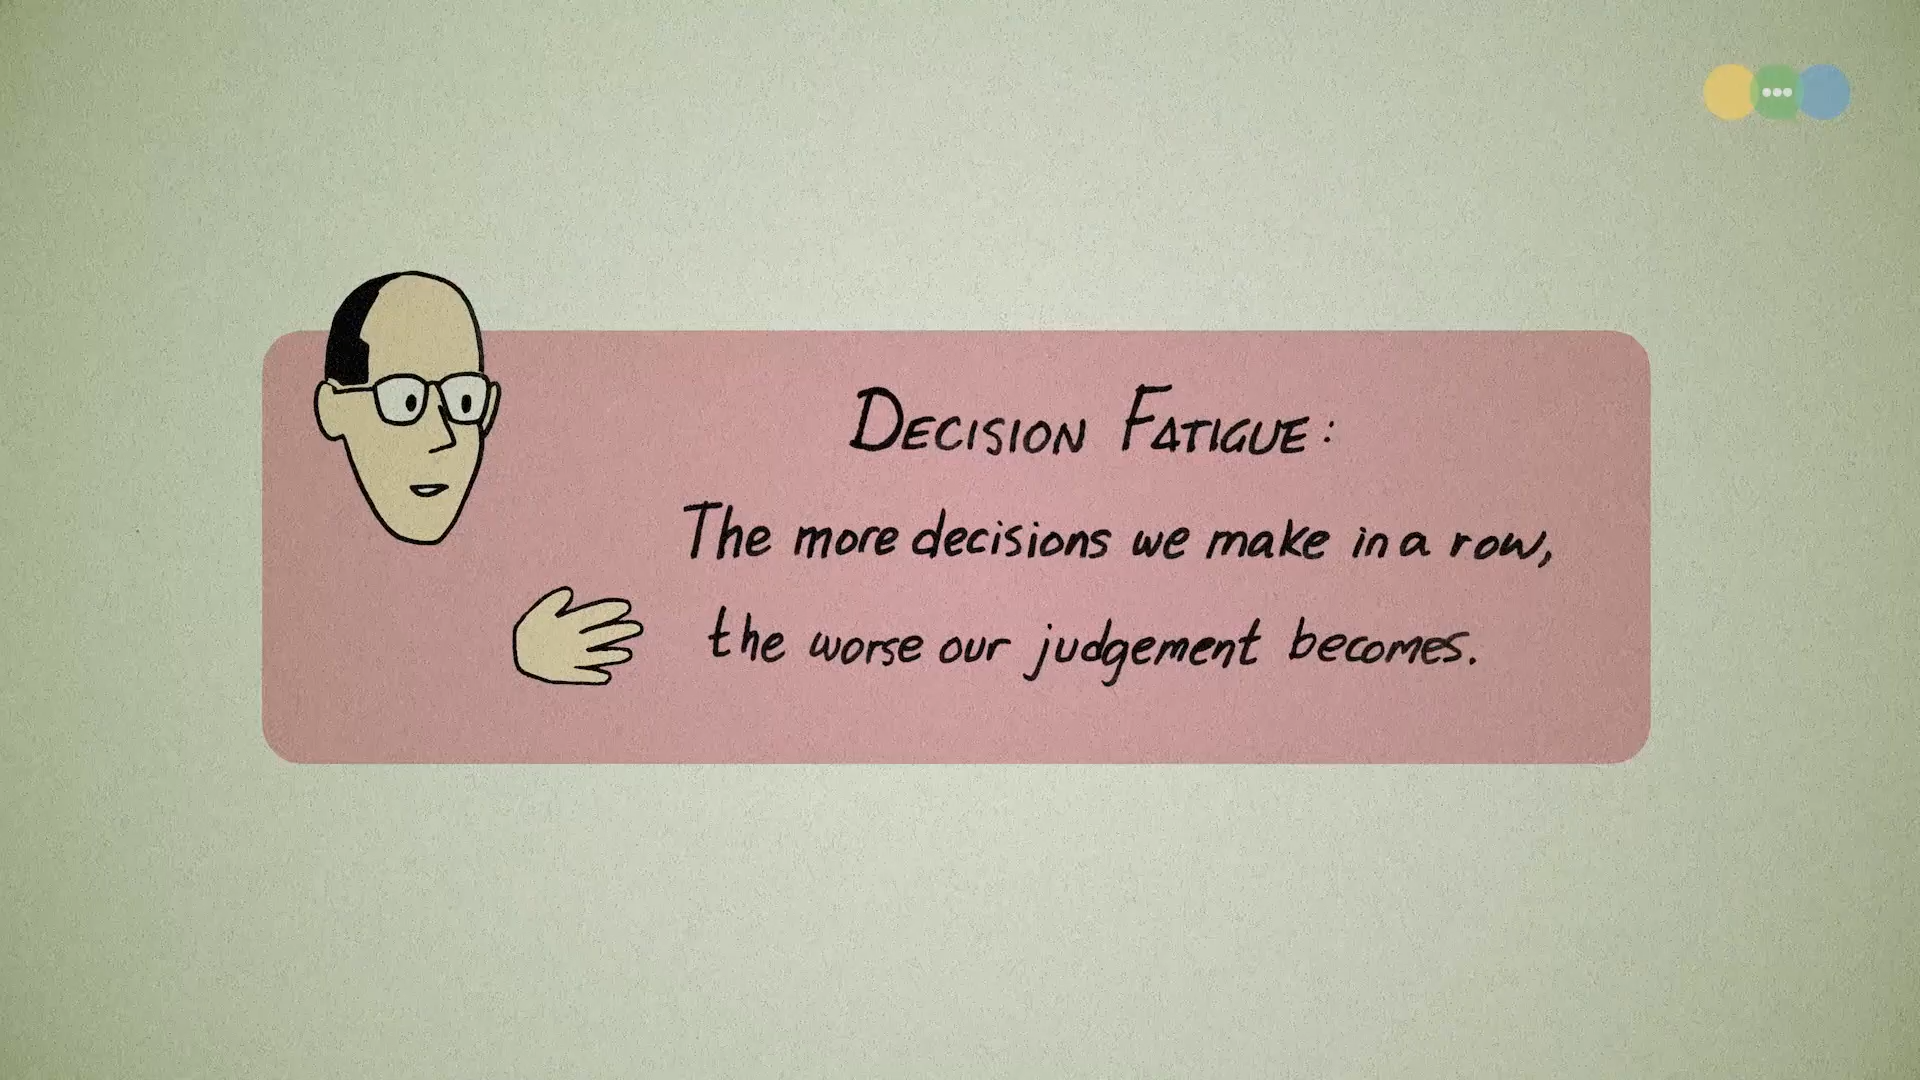 DECISION FATIGUE:
The more decisions we make in a row,
the worse our judgement becomes.